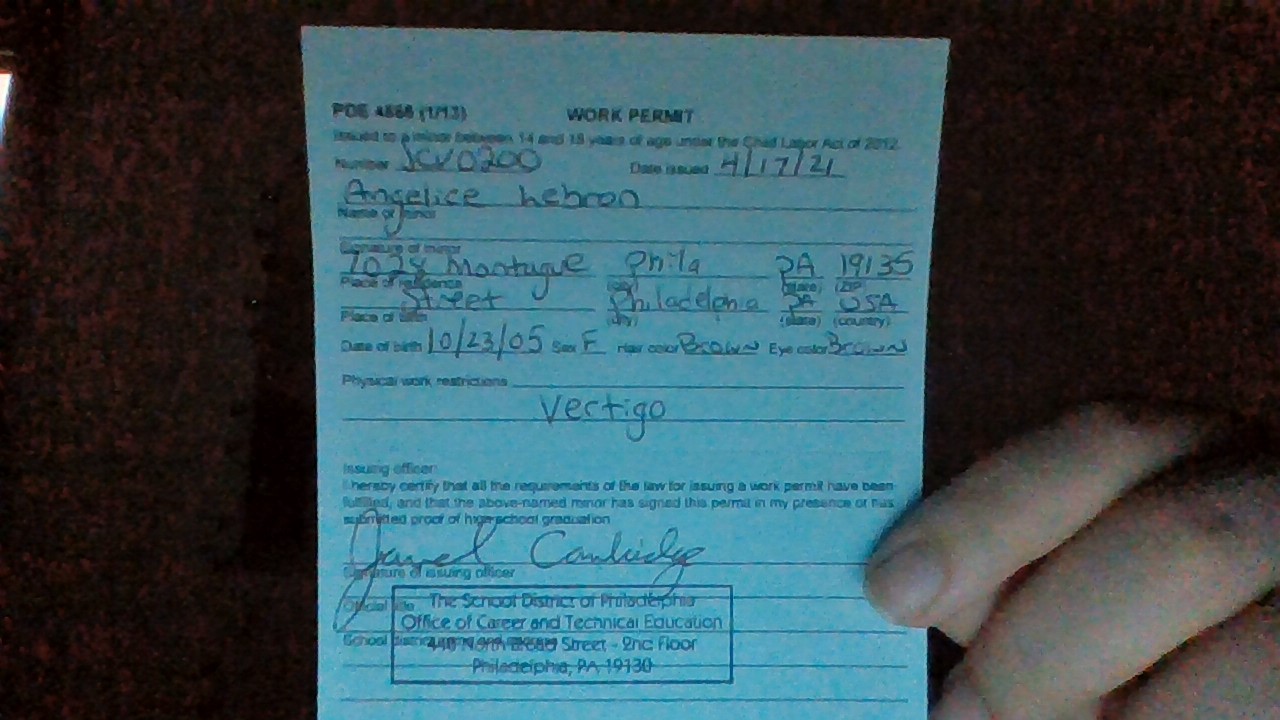 PDE 4565 (1/13) WORK PERMIT
Issued to a minor between 14 and 18 years of age under the Child Labor Act of 2012.
Number Date issued 4/17/21
Angelice hebron
Name of minor
Signature of minor
7028 Phila PA 19135
Place of residence (city) (state) (ZIP)
Street Philadelphia PA USA
Place of birth (city) (state) (country)
Date of birth 10/23/05 Sex F Hair color Brown Eye color Brown
Physical work restrictions
Vertigo
Issuing officer:
I hereby certify that all the requirements of the law for issuing a work permit have been
fulfilled, and that the above-named minor has signed this permit in my presence or has
submitted proof of high school graduation
Signature of issuing officer
Official title The School District of Philadelphia
Office of Career and Technical Education
School district 440 North Broad Street - 2nd Floor
Philadelphia, PA 19130